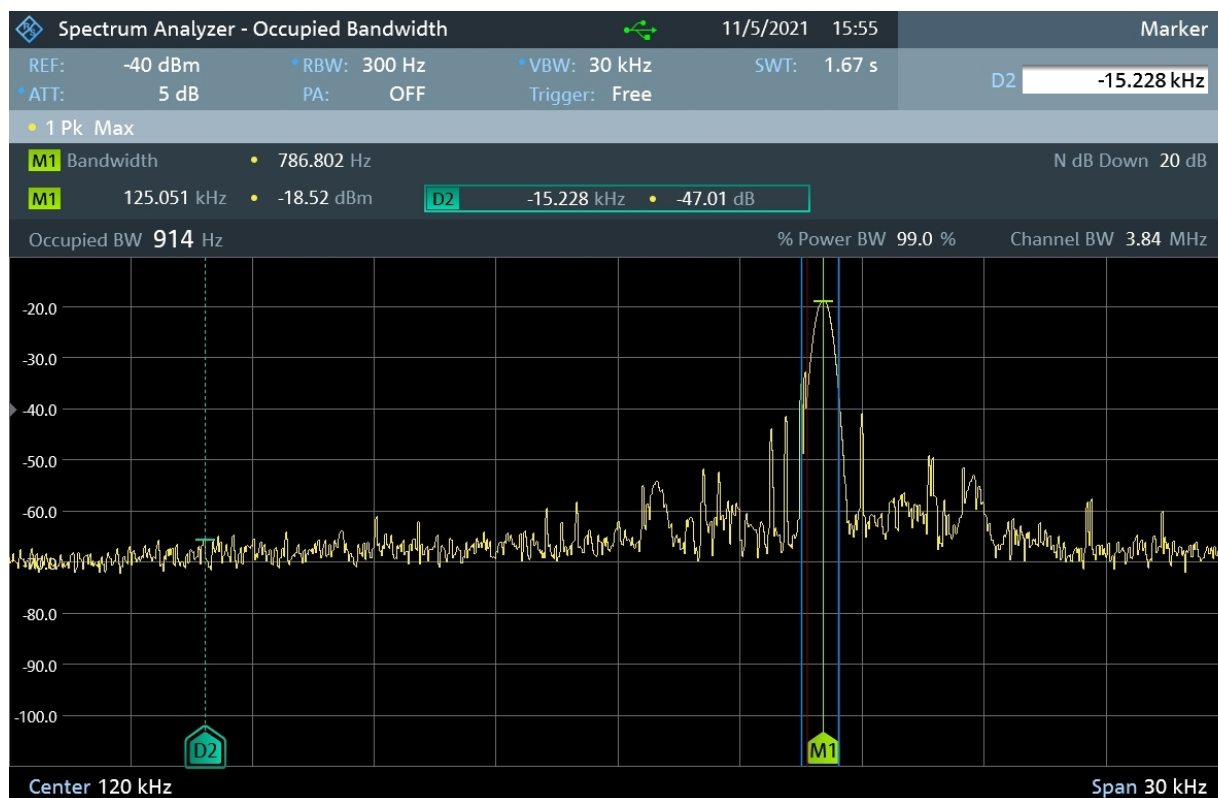 Spectrum Analyzer - Occupied Bandwidth 11/5/2021 15:55 Marker
REF: -40 dBm RBW: 300 Hz VBW: 30 kHz SWT: 1.67 s
ATT: 5 dB PA: OFF Trigger: Free
D2 -15.228 kHz
1 Pk Max
M1 Bandwidth 786.802 Hz N dB Down 20 dB
M1 125.051 kHz -18.52 dBm D2 -15.228 kHz -47.01 dB
Occupied BW 914 Hz % Power BW 99.0 % Channel BW 3.84 MHz
-20.0
-30.0
-40.0
-50.0
-60.0
-70.0
-80.0
-90.0
-100.0
D2 M1
Center 120 kHz Span 30 kHz